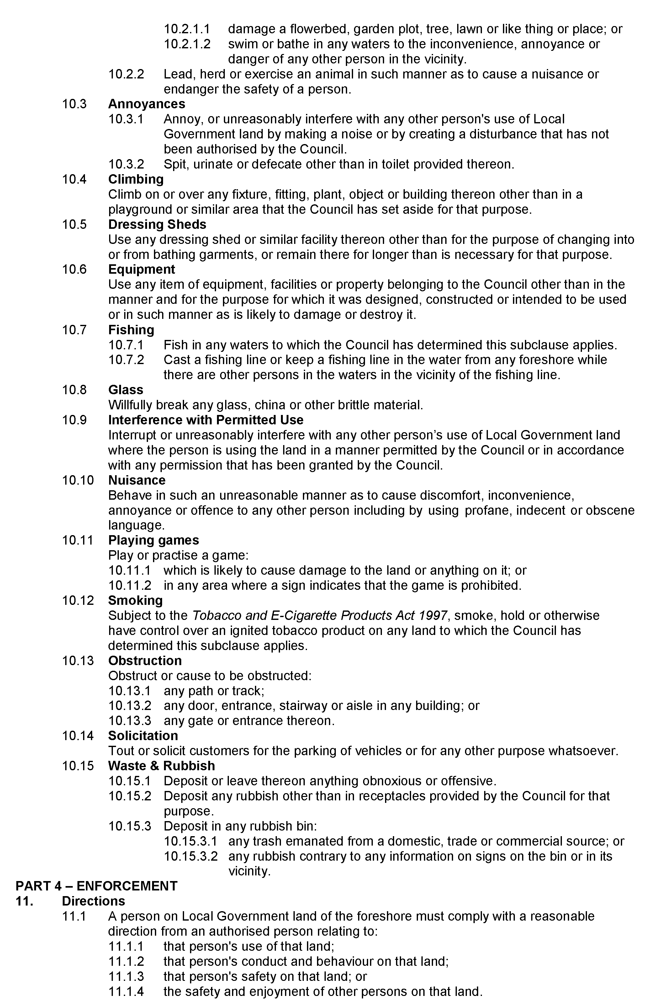 10.2.1.1 damage a flowerbed, garden plot, tree, lawn or like thing or place; or
10.2.1.2 swim or bathe in any waters to the inconvenience, annoyance or
danger of any other person in the vicinity.
10.2.2 Lead, herd or exercise an animal in such manner as to cause a nuisance or
endanger the safety of a person.
10.3 Annoyances
10.3.1 Annoy, or unreasonably interfere with any other person's use of Local
Government land by making a noise or by creating a disturbance that has not
been authorised by the Council.
10.3.2 Spit, urinate or defecate other than in toilet provided thereon.
10.4 Climbing
Climb on or over any fixture, fitting, plant, object or building thereon other than in a
playground or similar area that the Council has set aside for that purpose.
10.5 Dressing Sheds
Use any dressing shed or similar facility thereon other than for the purpose of changing into
or from bathing garments, or remain there for longer than is necessary for that purpose.
10.6 Equipment
Use any item of equipment, facilities or property belonging to the Council other than in the
manner and for the purpose for which it was designed, constructed or intended to be used
or in such manner as is likely to damage or destroy it.
10.7 Fishing
10.7.1 Fish in any waters to which the Council has determined this subclause applies.
10.7.2 Cast a fishing line or keep a fishing line in the water from any foreshore while
there are other persons in the waters in the vicinity of the fishing line.
10.8 Glass
Willfully break any glass, china or other brittle material.
10.9 Interference with Permitted Use
Interrupt or unreasonably interfere with any other person’s use of Local Government land
where the person is using the land in a manner permitted by the Council or in accordance
with any permission that has been granted by the Council.
10.10 Nuisance
Behave in such an unreasonable manner as to cause discomfort, inconvenience,
annoyance or offence to any other person including by using profane, indecent or obscene
language.
10.11 Playing games
Play or practise a game:
10.11.1 which is likely to cause damage to the land or anything on it; or
10.11.2 in any area where a sign indicates that the game is prohibited.
10.12 Smoking
Subject to the Tobacco and E-Cigarette Products Act 1997, smoke, hold or otherwise
have control over an ignited tobacco product on any land to which the Council has
determined this subclause applies.
10.13 Obstruction
Obstruct or cause to be obstructed:
10.13.1 any path or track;
10.13.2 any door, entrance, stairway or aisle in any building; or
10.13.3 any gate or entrance thereon.
10.14 Solicitation
Tout or solicit customers for the parking of vehicles or for any other purpose whatsoever.
10.15 Waste & Rubbish
10.15.1 Deposit or leave thereon anything obnoxious or offensive.
10.15.2 Deposit any rubbish other than in receptacles provided by the Council for that
purpose.
10.15.3 Deposit in any rubbish bin:
10.15.3.1 any trash emanated from a domestic, trade or commercial source; or
10.15.3.2 any rubbish contrary to any information on signs on the bin or in its
vicinity.
PART 4 – ENFORCEMENT
11. Directions
11.1 A person on Local Government land of the foreshore must comply with a reasonable
direction from an authorised person relating to:
11.1.1 that person's use of that land;
11.1.2 that person's conduct and behaviour on that land;
11.1.3 that person's safety on that land; or
11.1.4 the safety and enjoyment of other persons on that land.